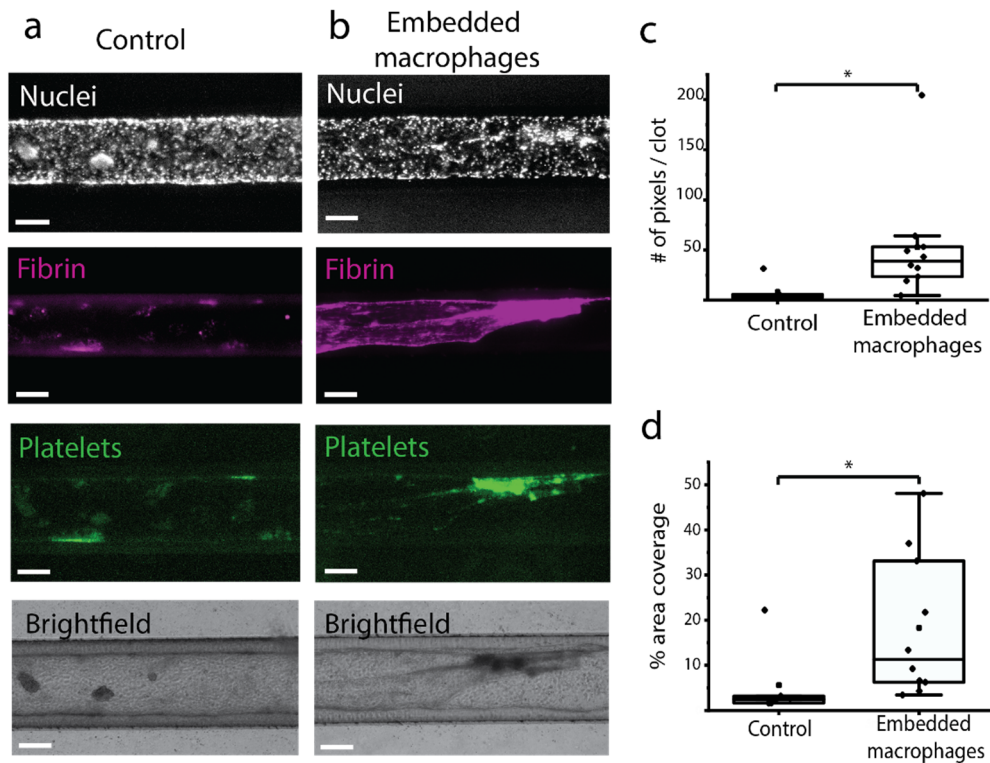 a
Control
b
Embedded
macrophages
Nuclei
Nuclei
Fibrin
Fibrin
Platelets
Platelets
Brightfield
Brightfield
c
# of pixels / clot
200
150
100
50
*
Control
Embedded
macrophages
d
% area coverage
50
40
30
20
10
*
Control
Embedded
macrophages